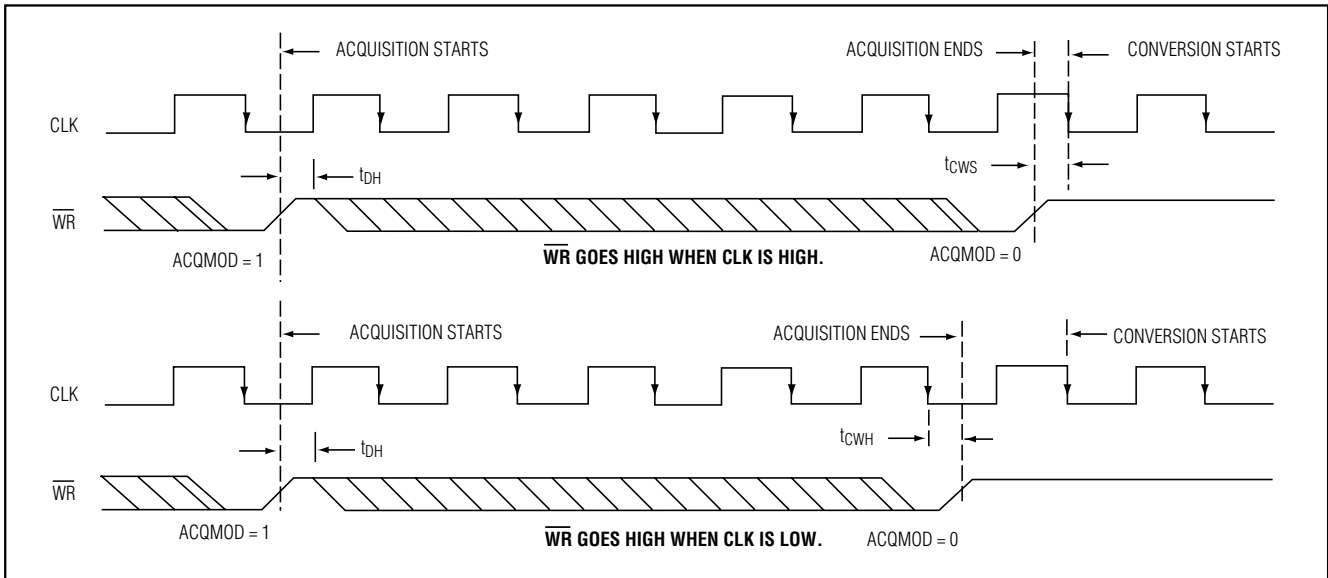 ACQUISITION STARTS
ACQUISITION ENDS
CONVERSION STARTS
CLK
tCWS
tDH
WR
ACQMOD = 1
WR GOES HIGH WHEN CLK IS HIGH.
ACQMOD = 0
ACQUISITION STARTS
ACQUISITION ENDS
CONVERSION STARTS
CLK
tCWH
tDH
WR
ACQMOD = 1
WR GOES HIGH WHEN CLK IS LOW.
ACQMOD = 0